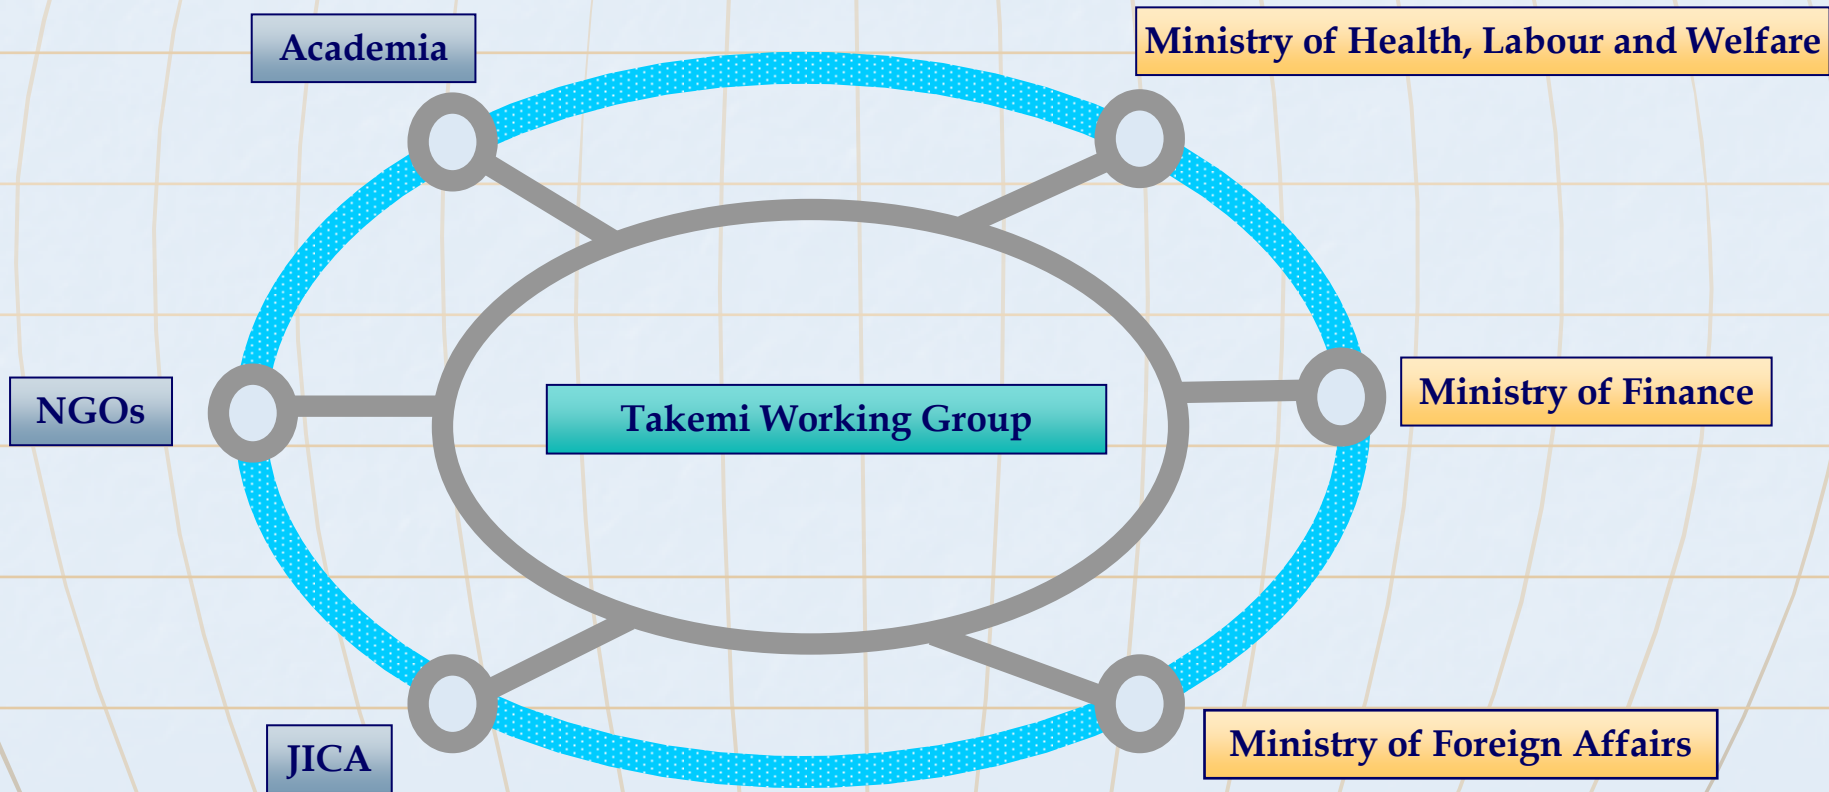 Academia
Ministry of Health, Labour and Welfare
NGOs
Takemi Working Group
Ministry of Finance
JICA
Ministry of Foreign Affairs